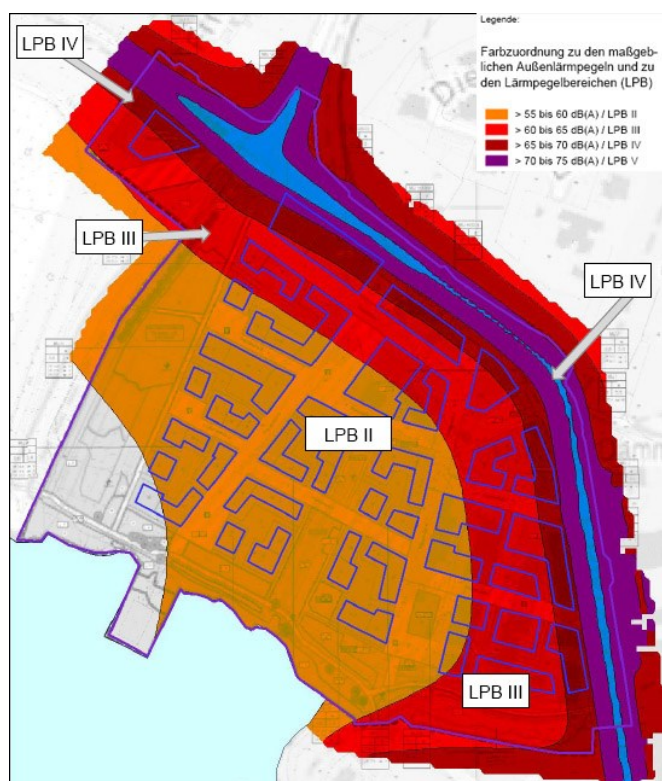 Legende:
Farbzuordnung zu den maßgeb-
lichen Außenlärmpegeln und zu
den Lärmpegelbereichen (LPB)
> 55 bis 60 dB(A) / LPB II
> 60 bis 65 dB(A) / LPB III
> 65 bis 70 dB(A) / LPB IV
> 70 bis 75 dB(A) / LPB V
LPB IV
LPB III
LPB IV
LPB II
LPB III